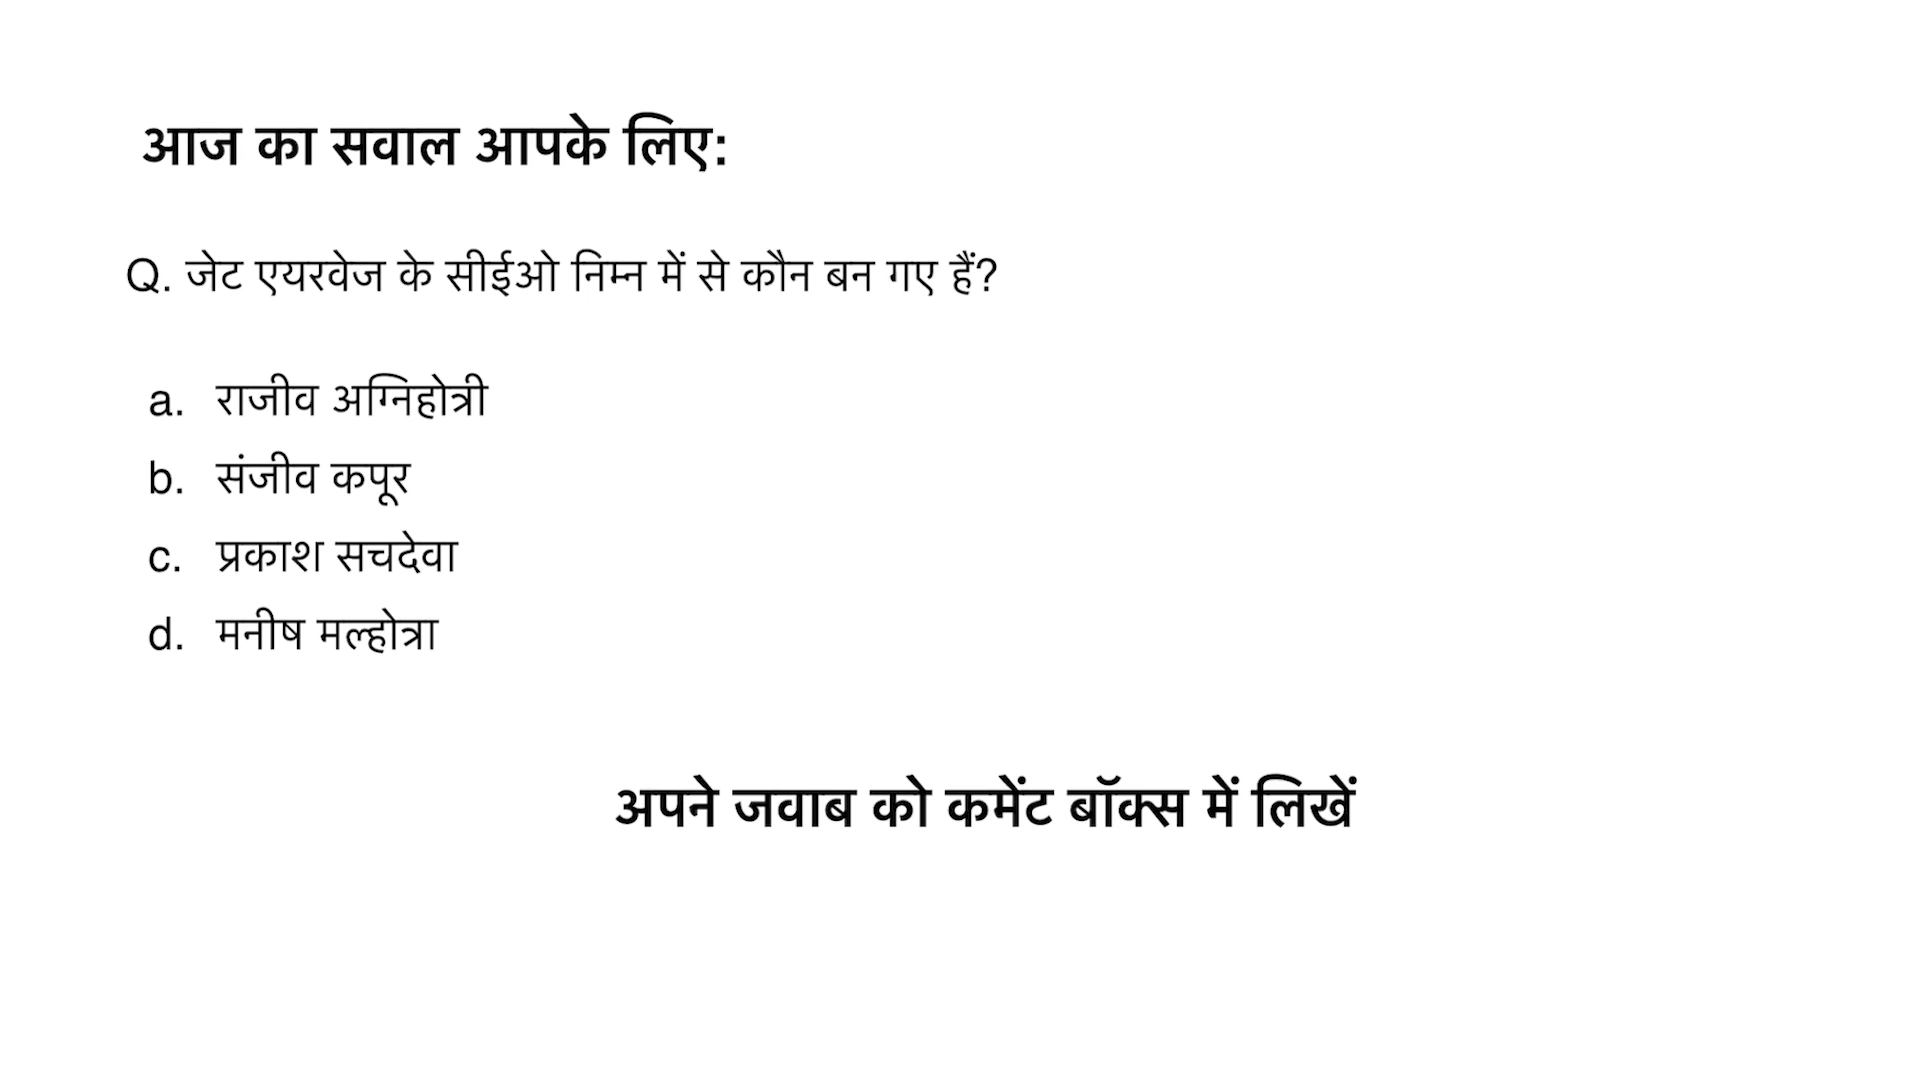 आज का सवाल आपके लिए:
Q. जेट एयरवेज के सीईओ निम्न में से कौन बन गए हैं?
a. राजीव अग्निहोत्री
b. संजीव कपूर
c. प्रकाश सचदेवा
d. मनीष मल्होत्रा
अपने जवाब को कमेंट बॉक्स में लिखें